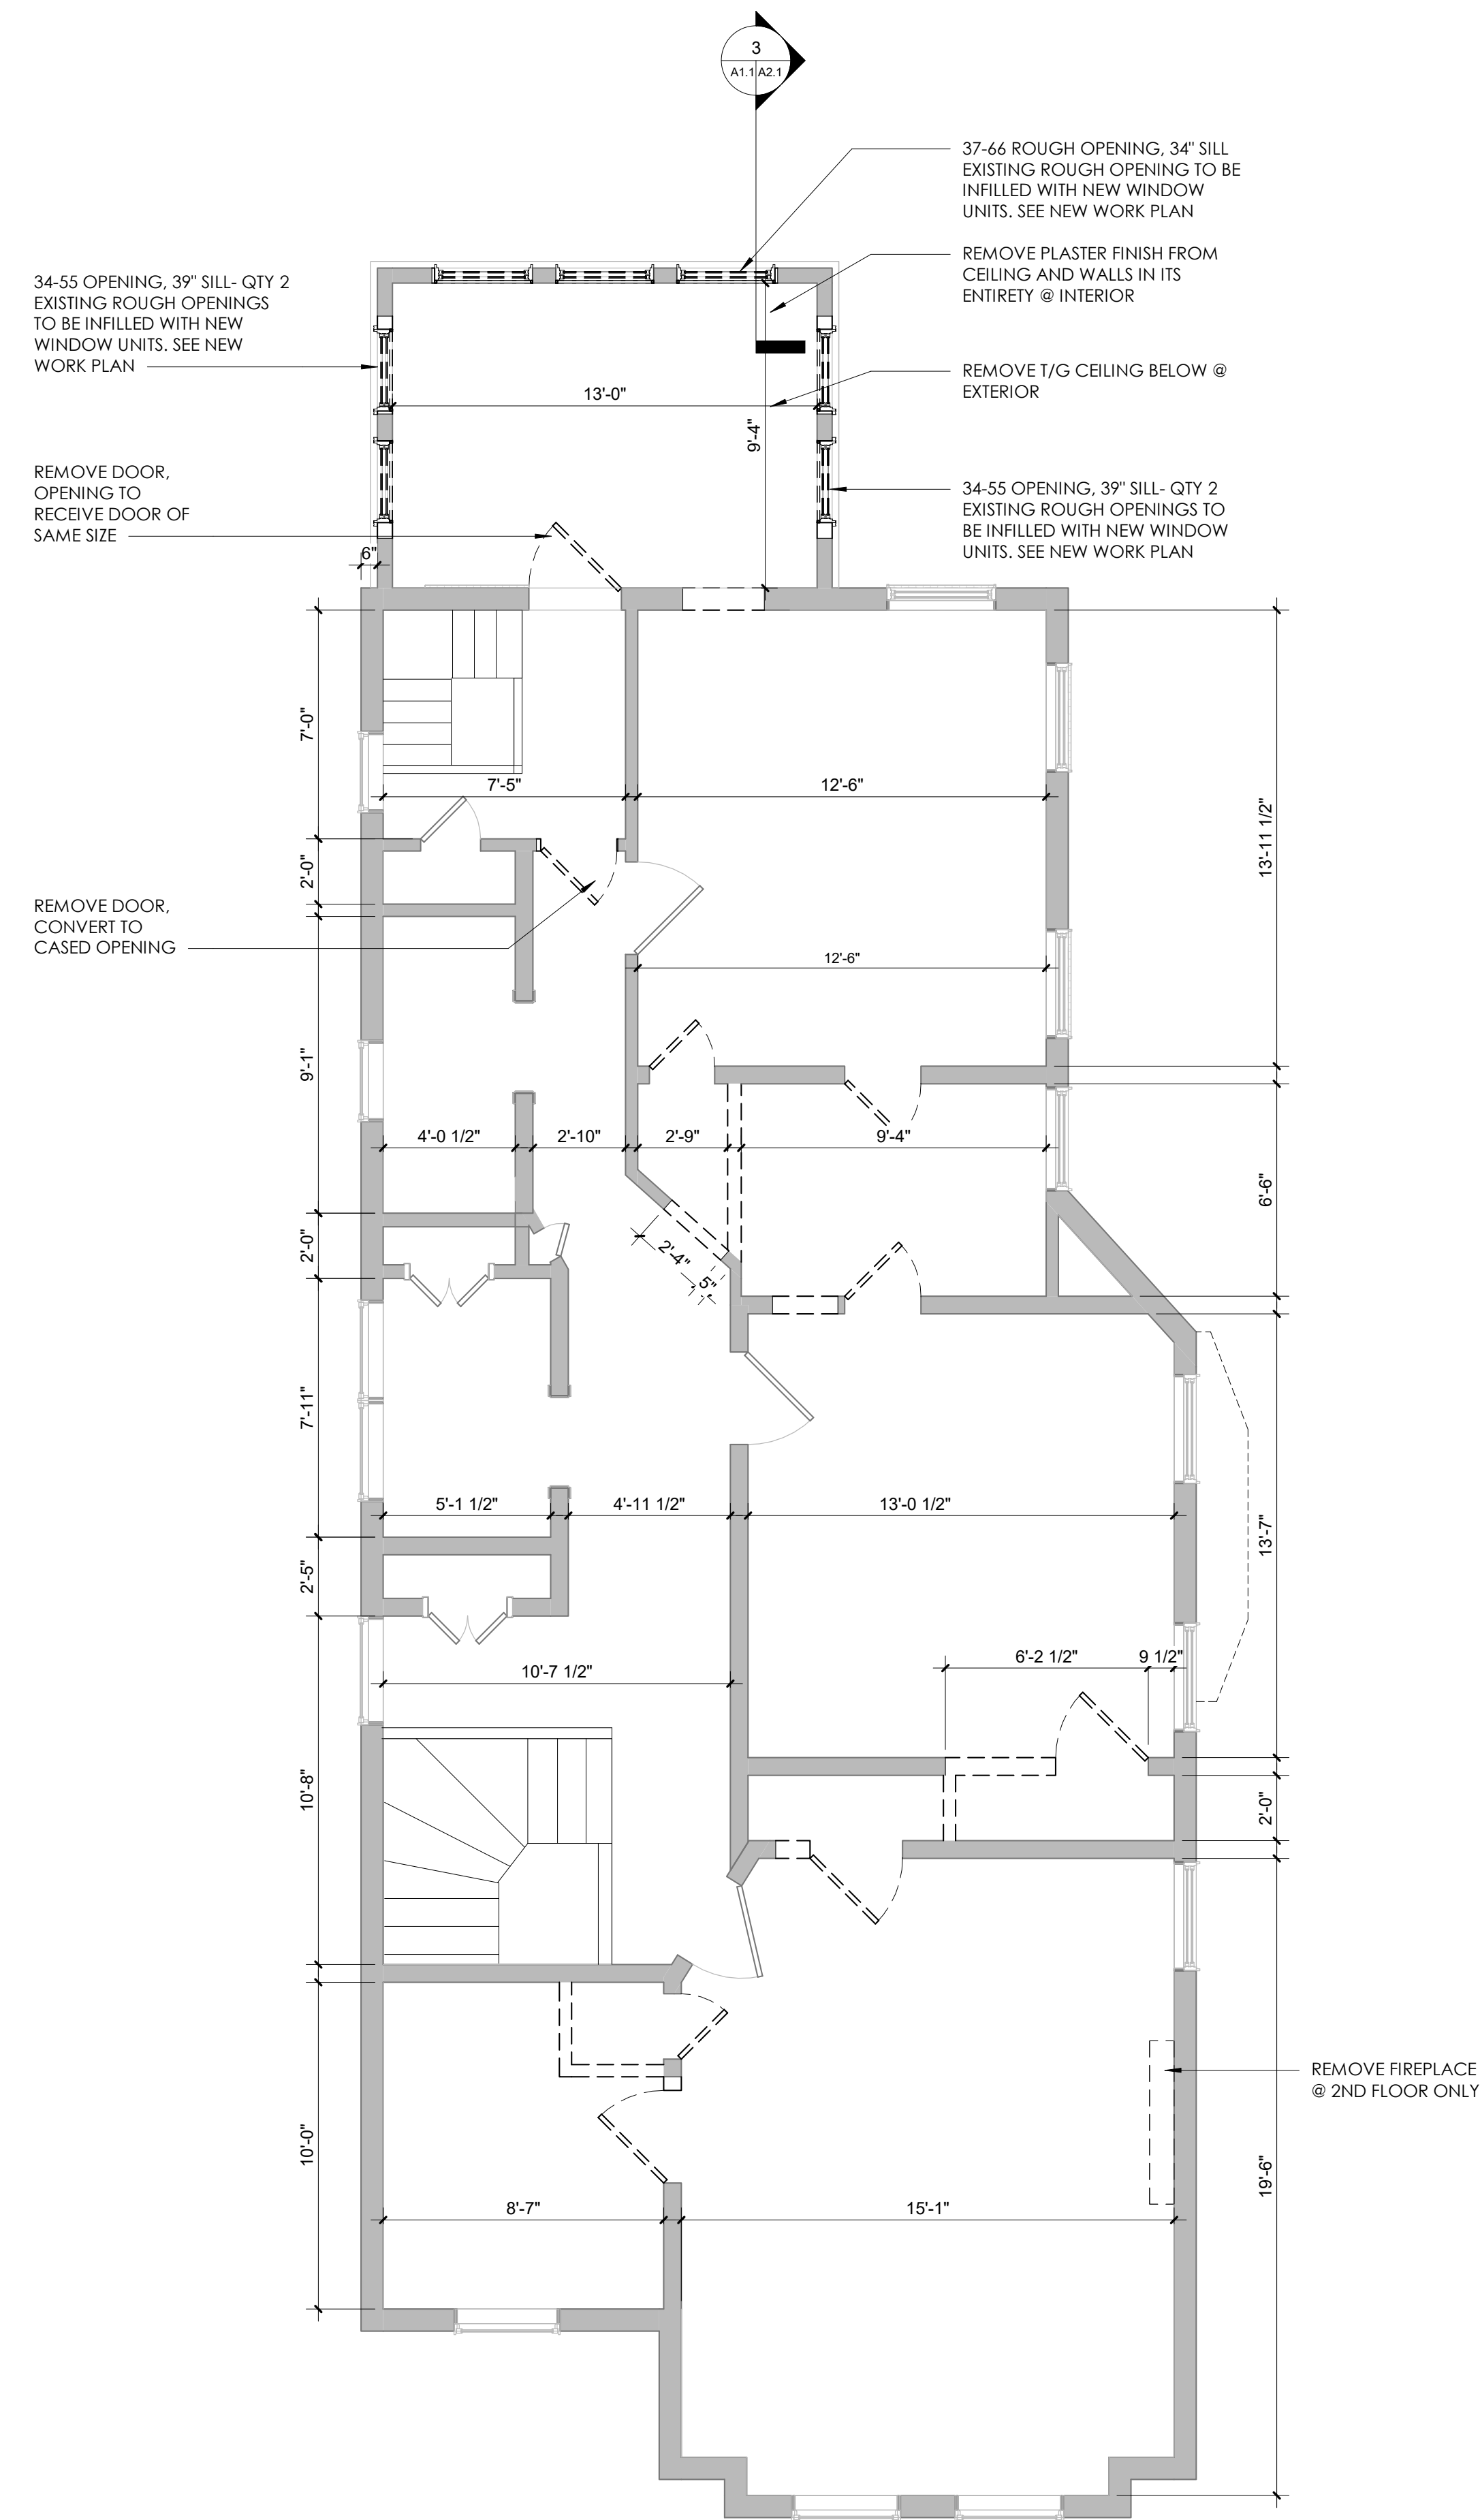 3
A1.1 A2.1
37-66 ROUGH OPENING, 34" SILL
EXISTING ROUGH OPENING TO BE
INFILLED WITH NEW WINDOW
UNITS. SEE NEW WORK PLAN
REMOVE PLASTER FINISH FROM
CEILING AND WALLS IN ITS
ENTIRETY @ INTERIOR
34-55 OPENING, 39" SILL- QTY 2
EXISTING ROUGH OPENINGS
TO BE INFILLED WITH NEW
WINDOW UNITS. SEE NEW
WORK PLAN
REMOVE T/G CEILING BELOW @
EXTERIOR
13'-0"
9'-4"
REMOVE DOOR,
OPENING TO
RECEIVE DOOR OF
SAME SIZE
34-55 OPENING, 39" SILL- QTY 2
EXISTING ROUGH OPENINGS TO
BE INFILLED WITH NEW WINDOW
UNITS. SEE NEW WORK PLAN
6"
7'-0"
7'-5"
12'-6"
13'-11 1/2"
2'-0"
REMOVE DOOR,
CONVERT TO
CASED OPENING
12'-6"
9'-1"
4'-0 1/2"
2'-10"
2'-9"
9'-4"
6'-6"
2'-0"
2'-4"
5"
7'-11"
5'-1 1/2"
4'-11 1/2"
13'-0 1/2"
13'-7"
2'-5"
10'-7 1/2"
6'-2 1/2"
9 1/2"
10'-8"
2'-0"
REMOVE FIREPLACE
@ 2ND FLOOR ONLY
10'-0"
8'-7"
15'-1"
19'-6"